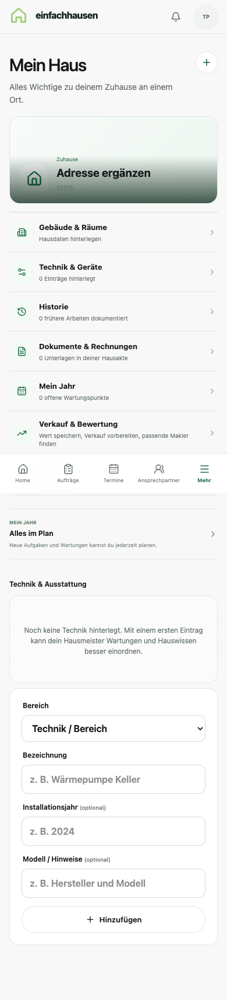 einfachhausen
TP
Mein Haus
Alles Wichtige zu deinem Zuhause an einem
Ort.
Zuhause
Adresse ergänzen
10115
Gebäude & Räume
Hausdaten hinterlegen
Technik & Geräte
0 Einträge hinterlegt
Historie
0 frühere Arbeiten dokumentiert
Dokumente & Rechnungen
0 Unterlagen in deiner Hausakte
Mein Jahr
0 offene Wartungspunkte
Verkauf & Bewertung
Wert speichern, Verkauf vorbereiten, passende Makler
finden
Home
Aufträge
Termine
Ansprechpartner
Mehr
MEIN JAHR
Alles im Plan
Neue Aufgaben und Wartungen kannst du jederzeit planen.
Technik & Ausstattung
Noch keine Technik hinterlegt. Mit einem ersten Eintrag
kann dein Hausmeister Wartungen und Hauswissen
besser einordnen.
Bereich
Technik / Bereich
Bezeichnung
z. B. Wärmepumpe Keller
Installationsjahr (optional)
z. B. 2024
Modell / Hinweise (optional)
z. B. Hersteller und Modell
Hinzufügen